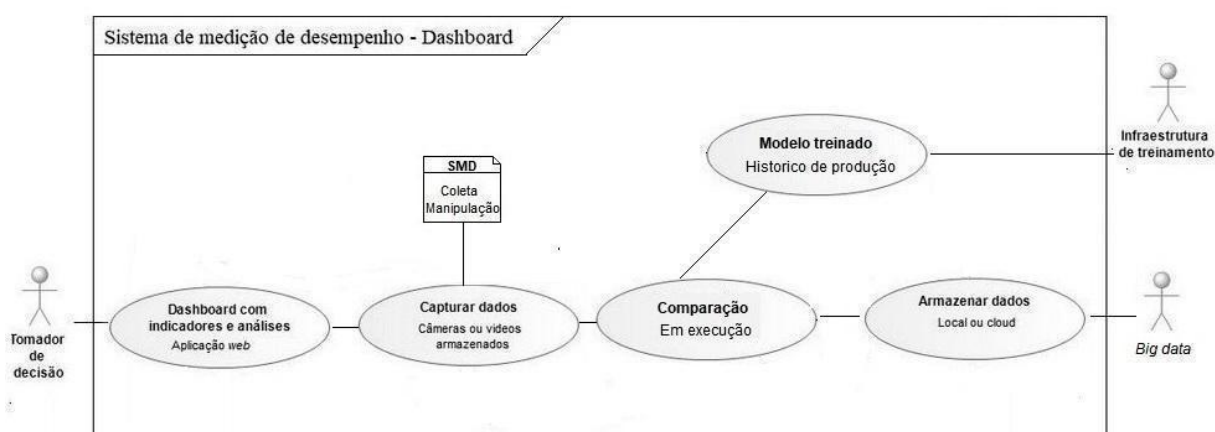 Sistema de medição de desempenho - Dashboard
Infraestrutura
de treinamento
Modelo treinado
Historico de produção
SMD
Coleta
Manipulação
Tomador
de
decisão
Dashboard com
indicadores e análises
Aplicação web
Capturar dados
Câmeras ou videos
armazenados
Comparação
Em execução
Armazenar dados
Local ou cloud
Big data